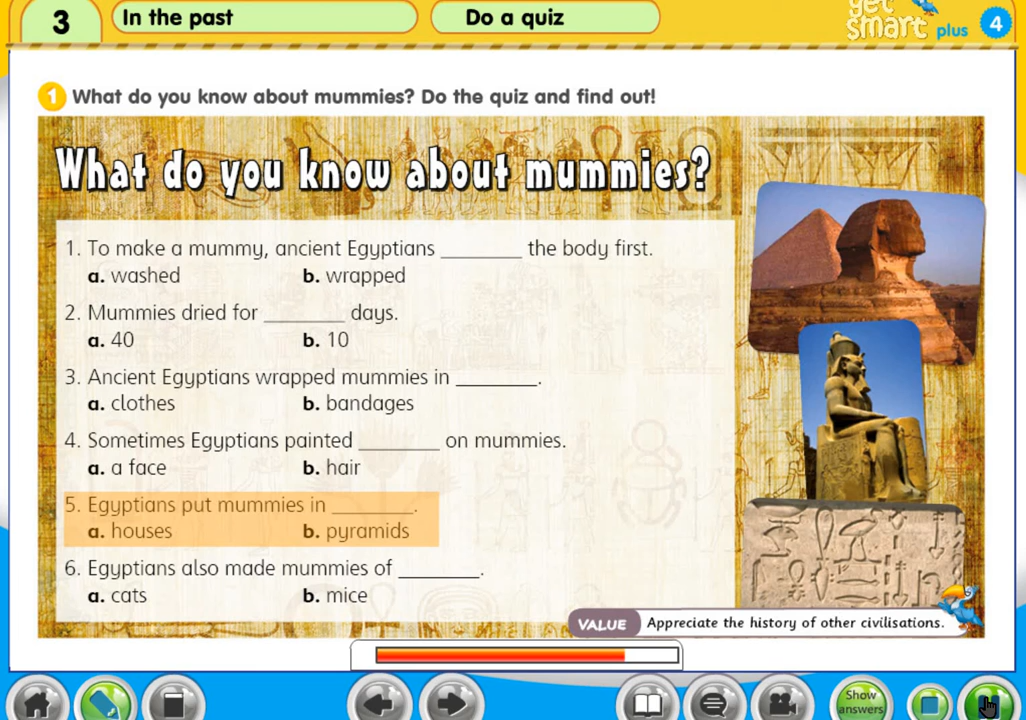 3
In the past
Do a quiz
get
smart plus 4
1 What do you know about mummies? Do the quiz and find out!
What do you know about mummies?
1. To make a mummy, ancient Egyptians ________ the body first.
a. washed b. wrapped
2. Mummies dried for ________ days.
a. 40 b. 10
3. Ancient Egyptians wrapped mummies in ________.
a. clothes b. bandages
4. Sometimes Egyptians painted ________ on mummies.
a. a face b. hair
5. Egyptians put mummies in ________.
a. houses b. pyramids
6. Egyptians also made mummies of ________.
a. cats b. mice
VALUE Appreciate the history of other civilisations.
Show
answers